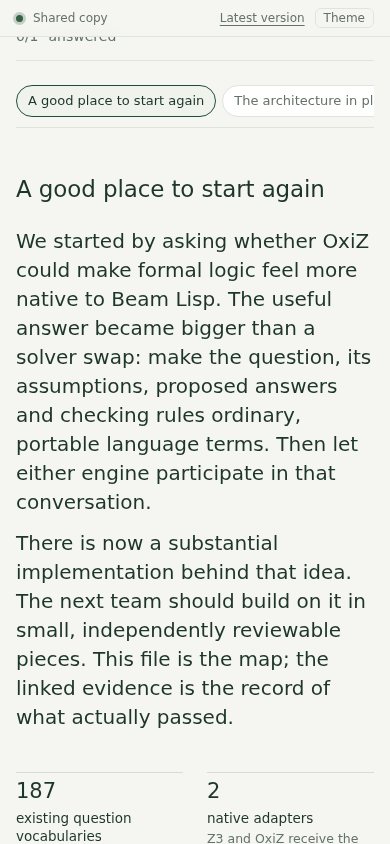 Shared copy
Latest version
Theme
A good place to start again
The architecture in pl
A good place to start again
We started by asking whether OxiZ
could make formal logic feel more
native to Beam Lisp. The useful
answer became bigger than a
solver swap: make the question, its
assumptions, proposed answers
and checking rules ordinary,
portable language terms. Then let
either engine participate in that
conversation.
There is now a substantial
implementation behind that idea.
The next team should build on it in
small, independently reviewable
pieces. This file is the map; the
linked evidence is the record of
what actually passed.
187
existing question
vocabularies
2
native adapters
Z3 and OxiZ receive the